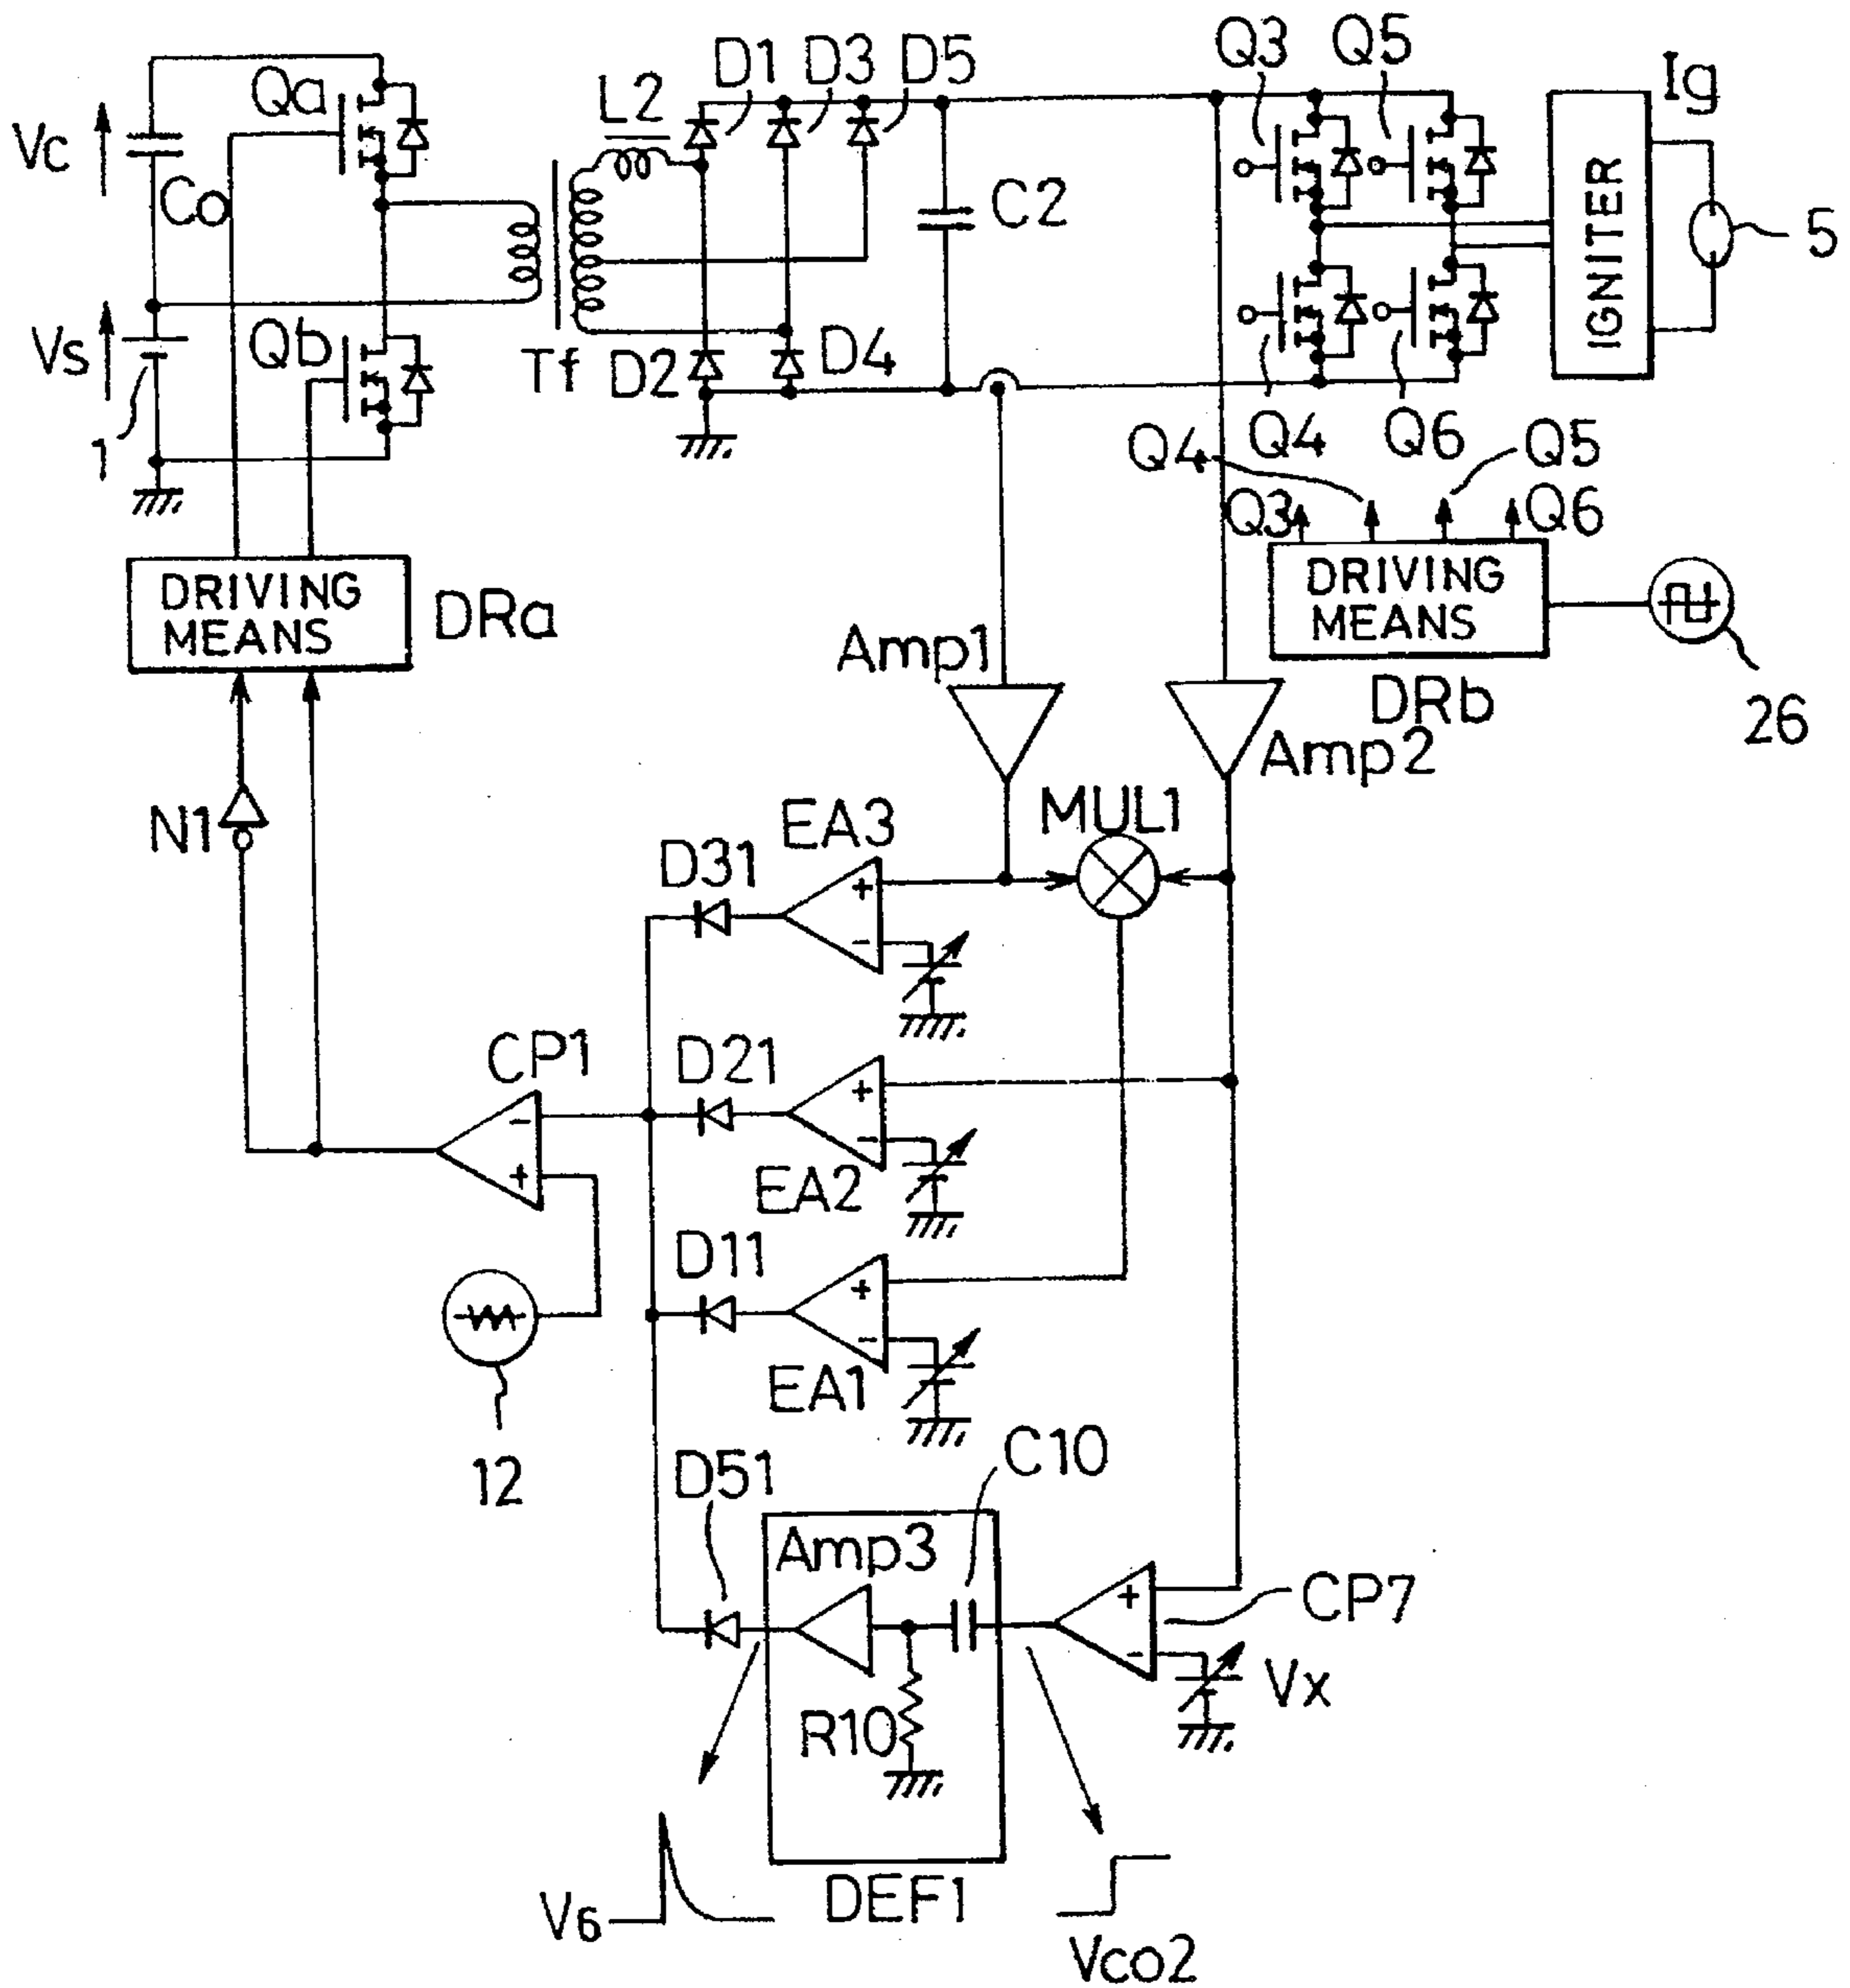 Q3
Q5
D1
D3
D5
Ig
Qa
L2
Vc
Co
C2
IGNITER
5
Vs
Qb
Tf
D2
D4
1
Q4
Q6
Q4
Q5
Q3
Q6
DRIVING
MEANS
DRa
DRIVING
MEANS
DRb
26
Amp1
Amp2
N1
EA3
MUL1
D31
+
-
CP1
D21
+
-
-
+
EA2
D11
+
-
EA1
12
D51
C10
Amp3
+
-
CP7
Vx
R10
DEF1
V6
Vco2